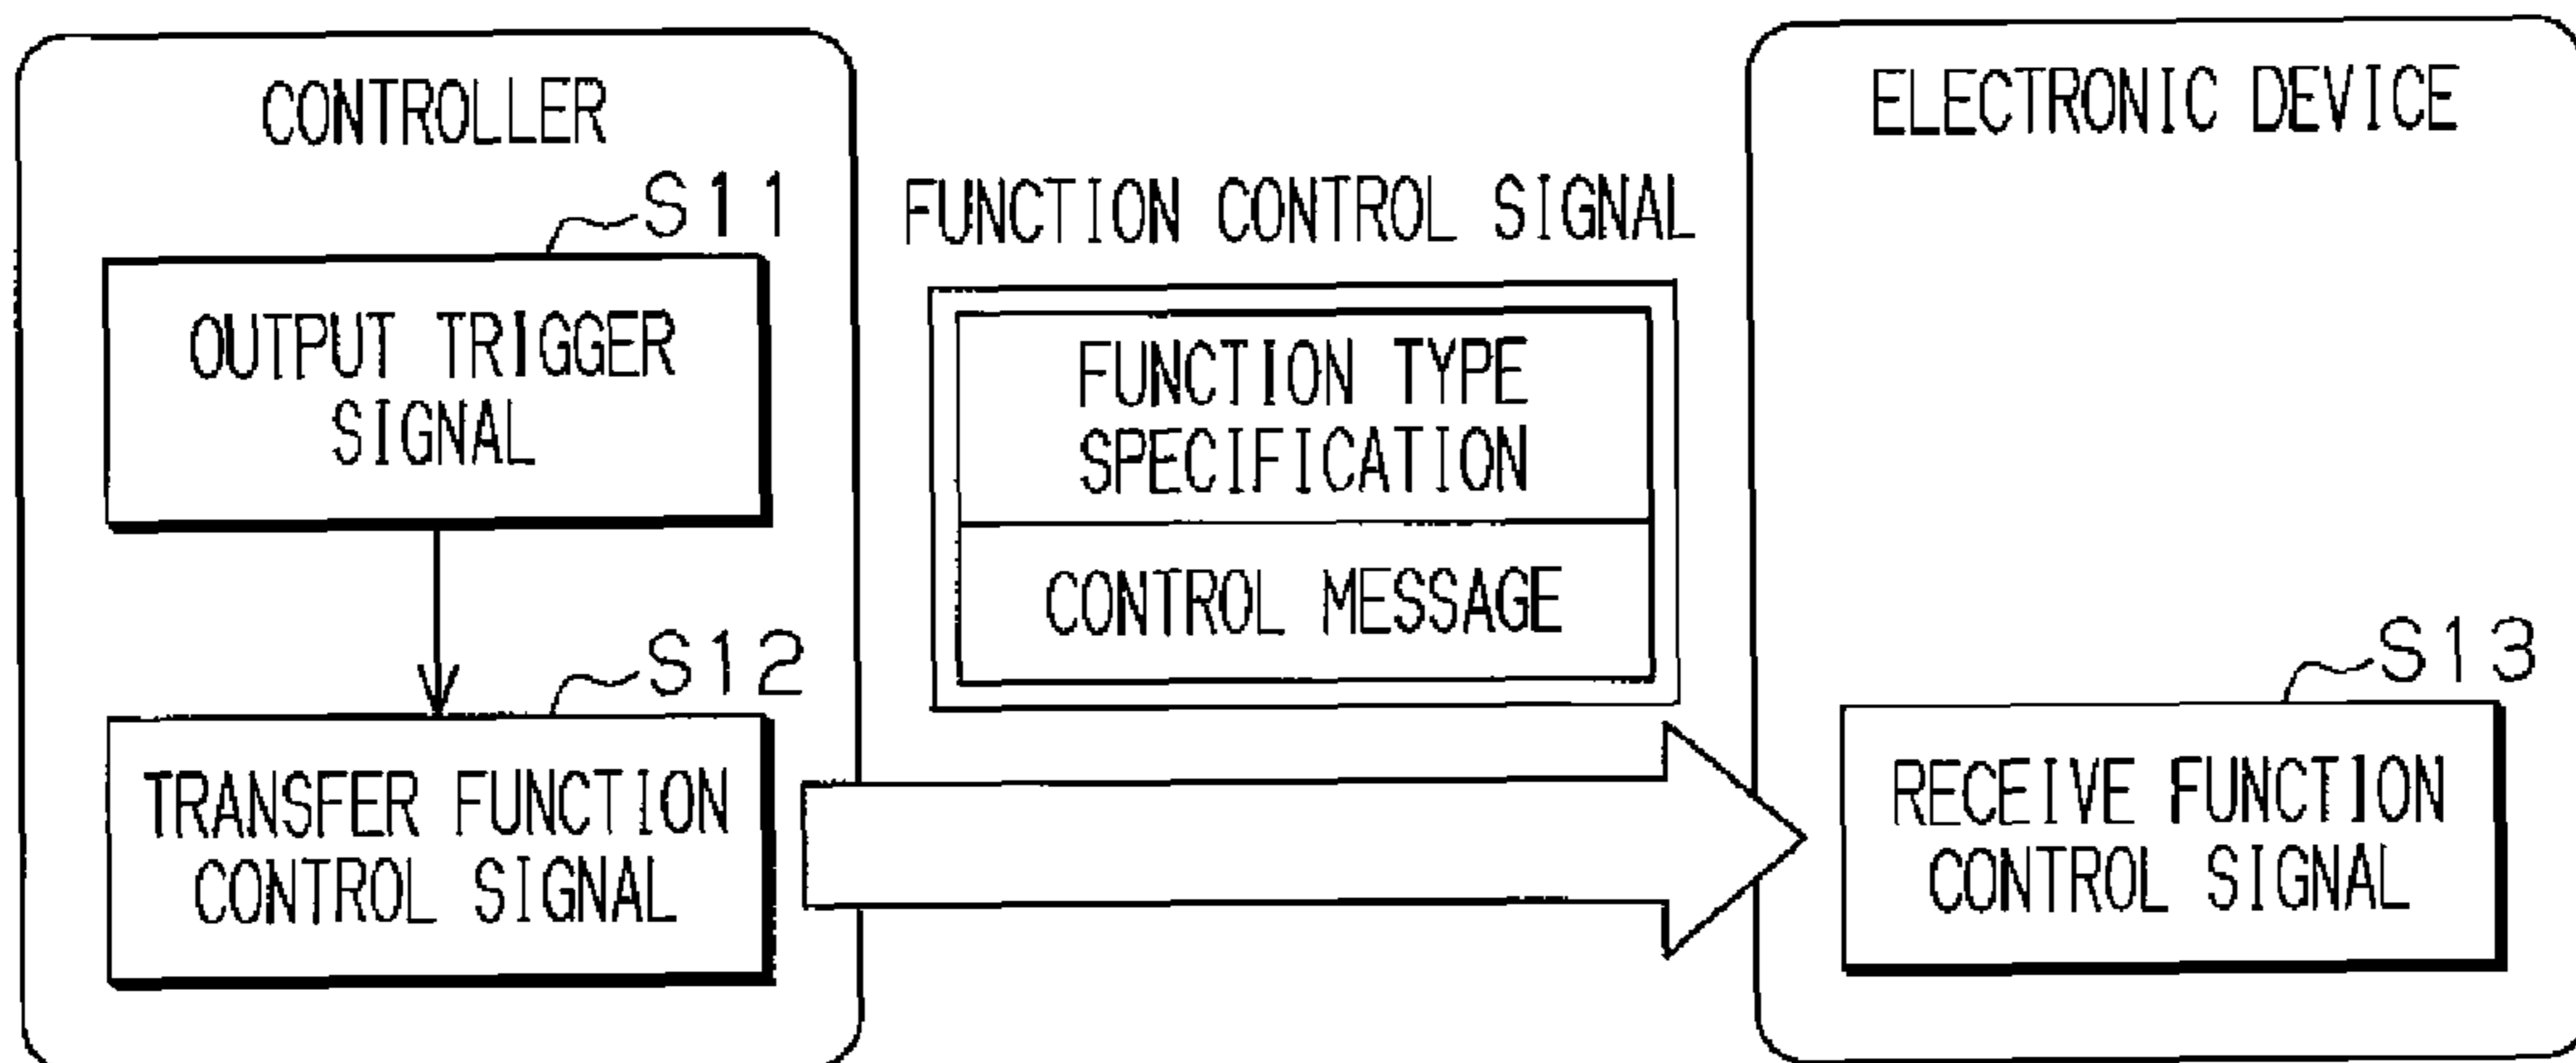 CONTROLLER
S11
OUTPUT TRIGGER
SIGNAL
S12
TRANSFER FUNCTION
CONTROL SIGNAL
FUNCTION CONTROL SIGNAL
FUNCTION TYPE
SPECIFICATION
CONTROL MESSAGE
ELECTRONIC DEVICE
S13
RECEIVE FUNCTION
CONTROL SIGNAL